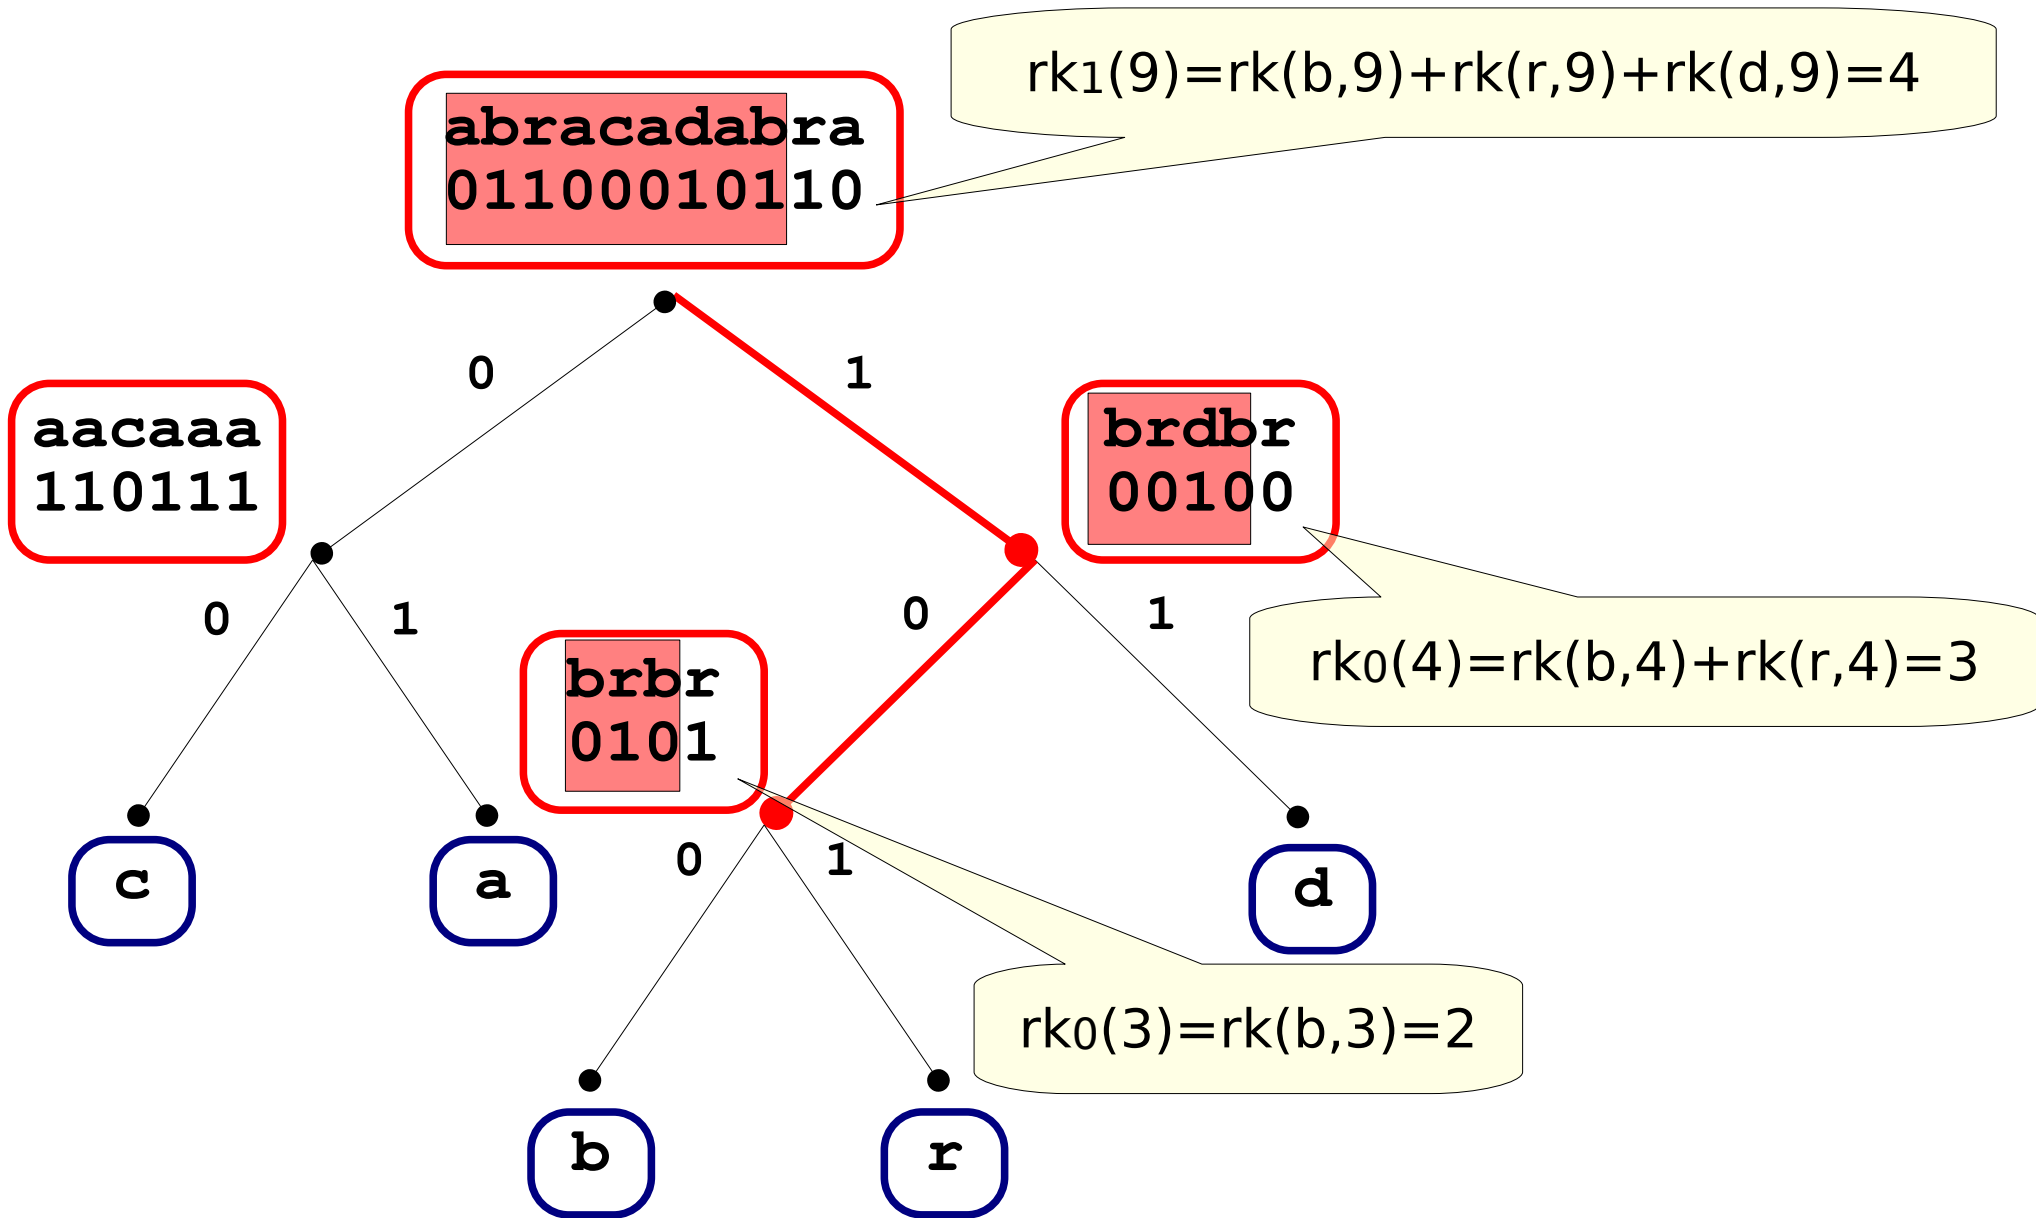 rk1(9)=rk(b,9)+rk(r,9)+rk(d,9)=4
abracadabra
01100010110
0
1
aacaaa
110111
brdbr
00100
0
1
0
1
brbr
0101
rk0(4)=rk(b,4)+rk(r,4)=3
0
1
c
a
d
rk0(3)=rk(b,3)=2
b
r